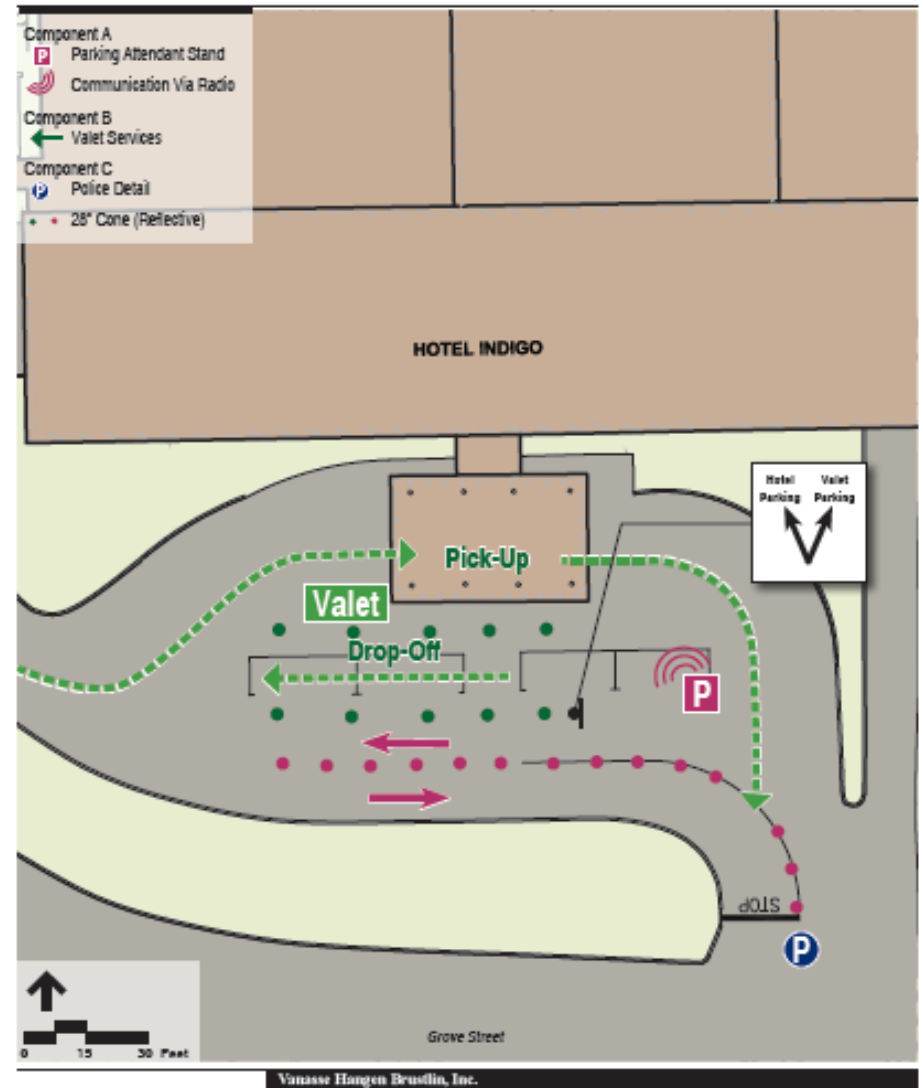 Component A
P Parking Attendant Stand
Communication Via Radio
Component B
Valet Services
Component C
P Police Detail
28" Cone (Reflective)
HOTEL INDIGO
Hotel Valet
Parking Parking
Pick-Up
Valet
Drop-Off
P
STOP
P
0 15 30 Feet
Grove Street
Vanasse Hangen Brustlin, Inc.